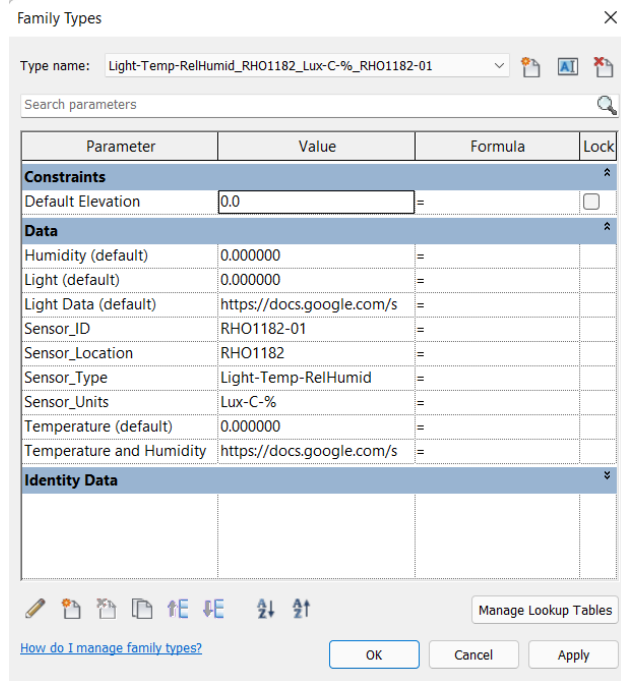 Family Types
Type name: Light-Temp-RelHumid_RHO1182_Lux-C-%_RHO1182-01
Search parameters
Parameter Value Formula Lock
Constraints
Default Elevation 0.0 =
Data
Humidity (default) 0.000000 =
Light (default) 0.000000 =
Light Data (default) https://docs.google.com/s =
Sensor_ID RHO1182-01 =
Sensor_Location RHO1182 =
Sensor_Type Light-Temp-RelHumid =
Sensor_Units Lux-C-% =
Temperature (default) 0.000000 =
Temperature and Humidity https://docs.google.com/s =
Identity Data
Manage Lookup Tables
How do I manage family types?
OK Cancel Apply